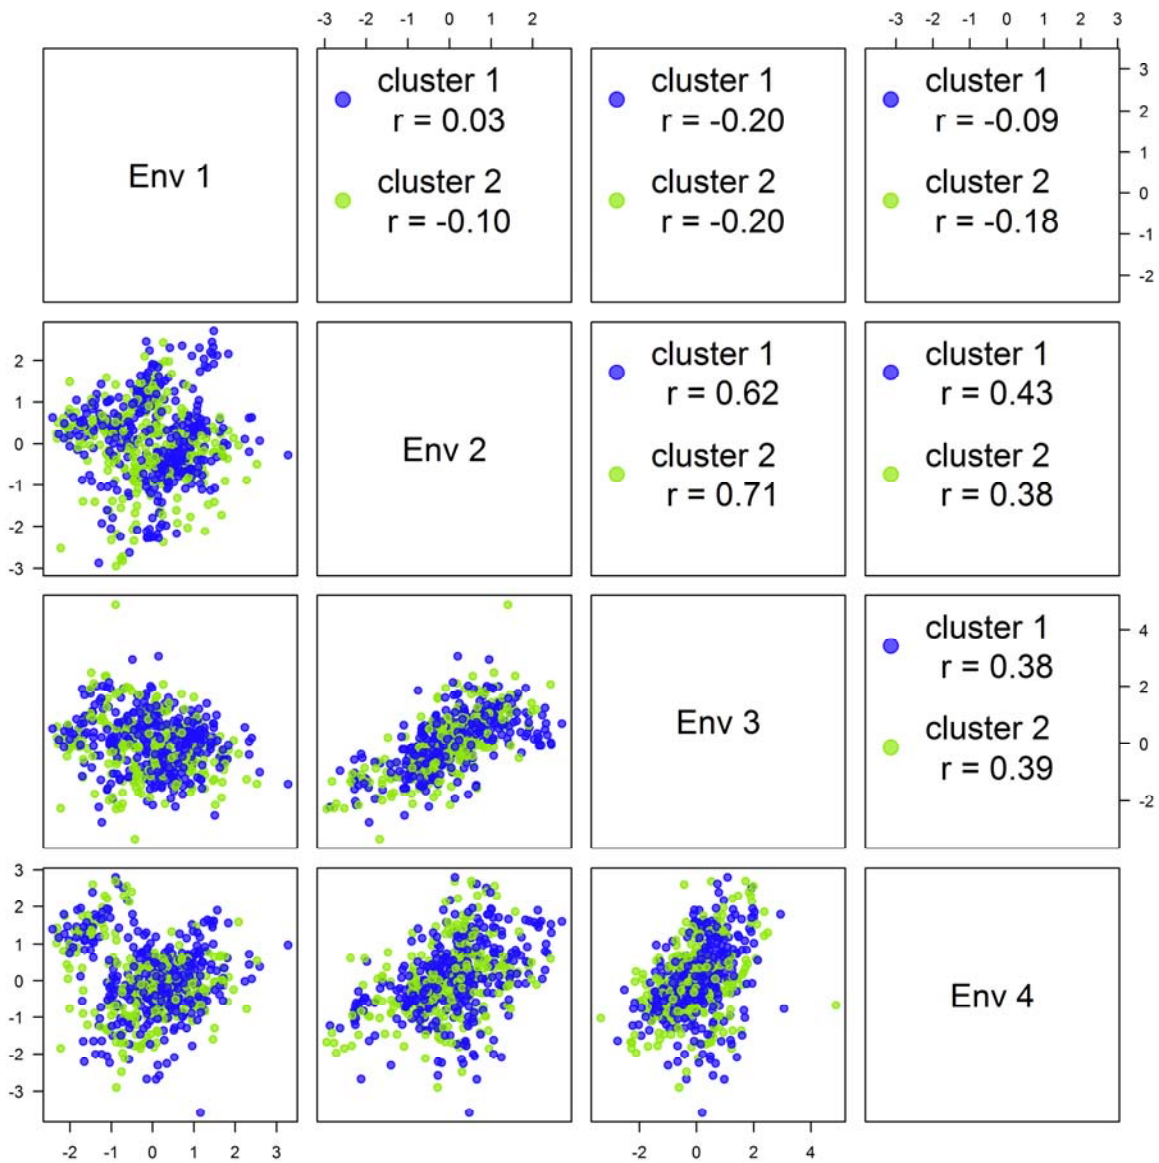 -3 -2 -1 0 1 2
-3 -2 -1 0 1 2 3
Env 1
cluster 1
r = 0.03
cluster 2
r = -0.10
cluster 1
r = -0.20
cluster 2
r = -0.20
cluster 1
r = -0.09
cluster 2
r = -0.18
3
2
1
0
-1
-2
2
1
0
-1
-2
-3
Env 2
cluster 1
r = 0.62
cluster 2
r = 0.71
cluster 1
r = 0.43
cluster 2
r = 0.38
Env 3
cluster 1
r = 0.38
cluster 2
r = 0.39
4
2
0
-2
3
2
1
0
-1
-2
-3
Env 4
-2 -1 0 1 2 3
-2 0 2 4